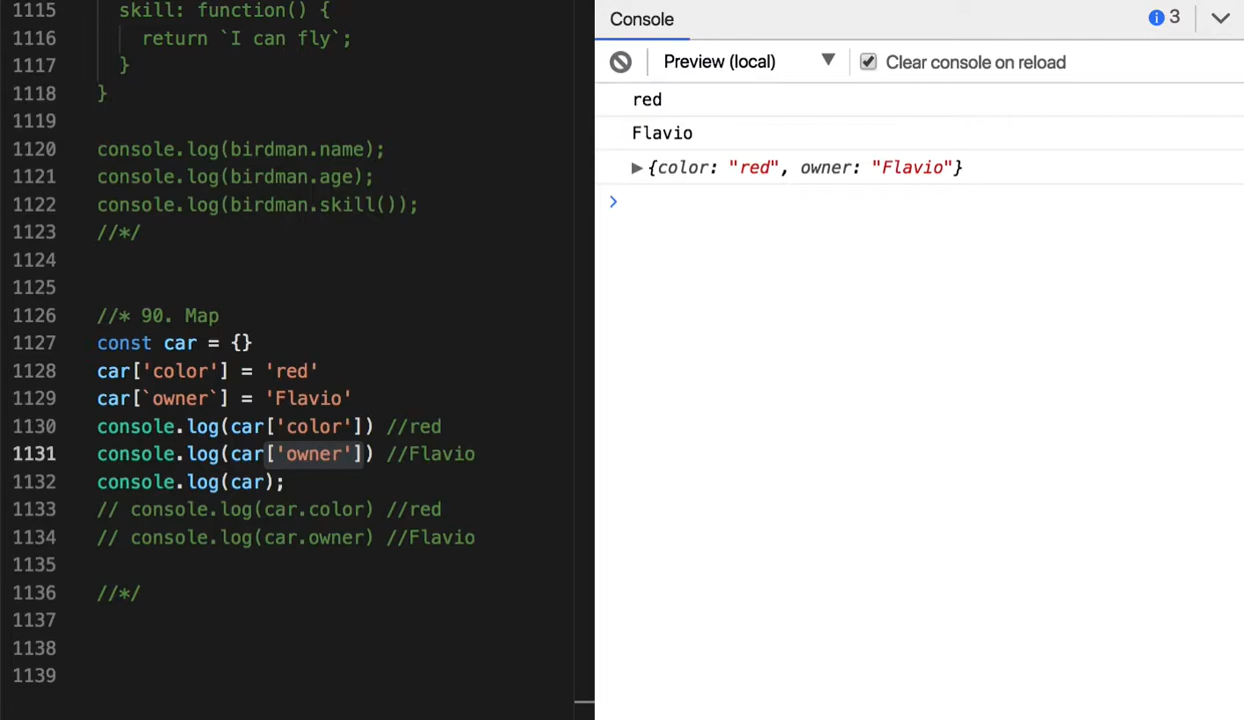 1115 skill: function() {
1116 return `I can fly`;
1117 }
1118 }
1119
1120 console.log(birdman.name);
1121 console.log(birdman.age);
1122 console.log(birdman.skill());
1123 //*/
1124
1125
1126 //* 90. Map
1127 const car = {}
1128 car['color'] = 'red'
1129 car[`owner`] = 'Flavio'
1130 console.log(car['color']) //red
1131 console.log(car['owner']) //Flavio
1132 console.log(car);
1133 // console.log(car.color) //red
1134 // console.log(car.owner) //Flavio
1135
1136 //*/
1137
1138
1139
Console 3
Preview (local) Clear console on reload
red
Flavio
{color: "red", owner: "Flavio"}